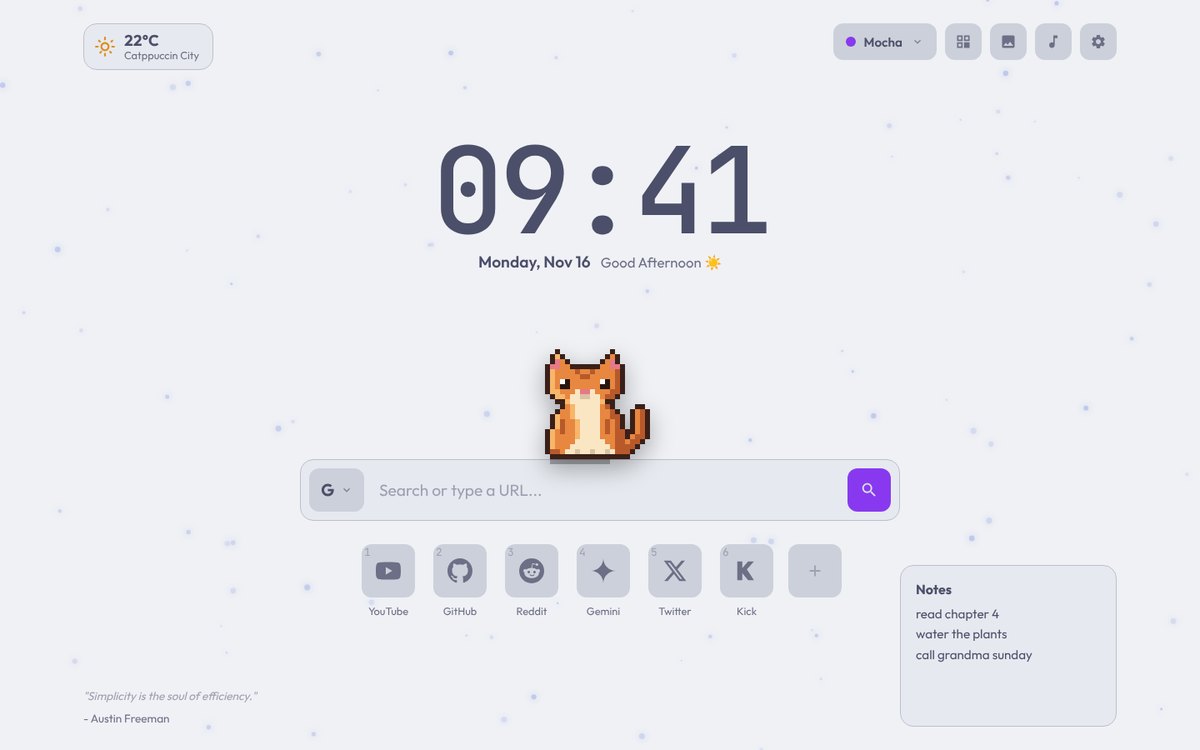 22°C
Catppuccin City
Mocha
09:41
Monday, Nov 16 Good Afternoon ☀️
G Search or type a URL...
1 2 3 4 5 6 +
YouTube GitHub Reddit Gemini Twitter Kick
Notes
read chapter 4
water the plants
call grandma sunday
"Simplicity is the soul of efficiency."
- Austin Freeman